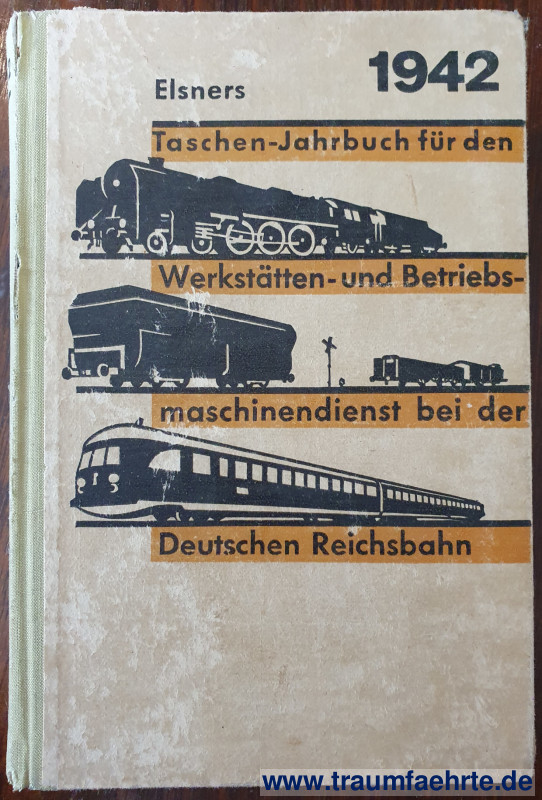 1942
Elsners
Taschen-Jahrbuch für den
Werkstätten- und Betriebs-
maschinendienst bei der
Deutschen Reichsbahn
www.traumfaehrte.de